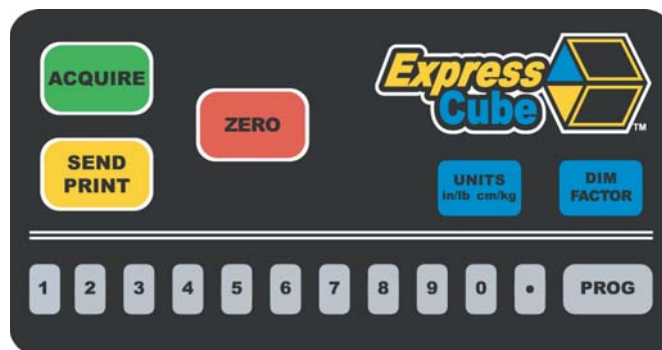 ACQUIRE
Express
Cube
TM
ZERO
SEND
PRINT
UNITS
in/lb cm/kg
DIM
FACTOR
1 2 3 4 5 6 7 8 9 0 • PROG